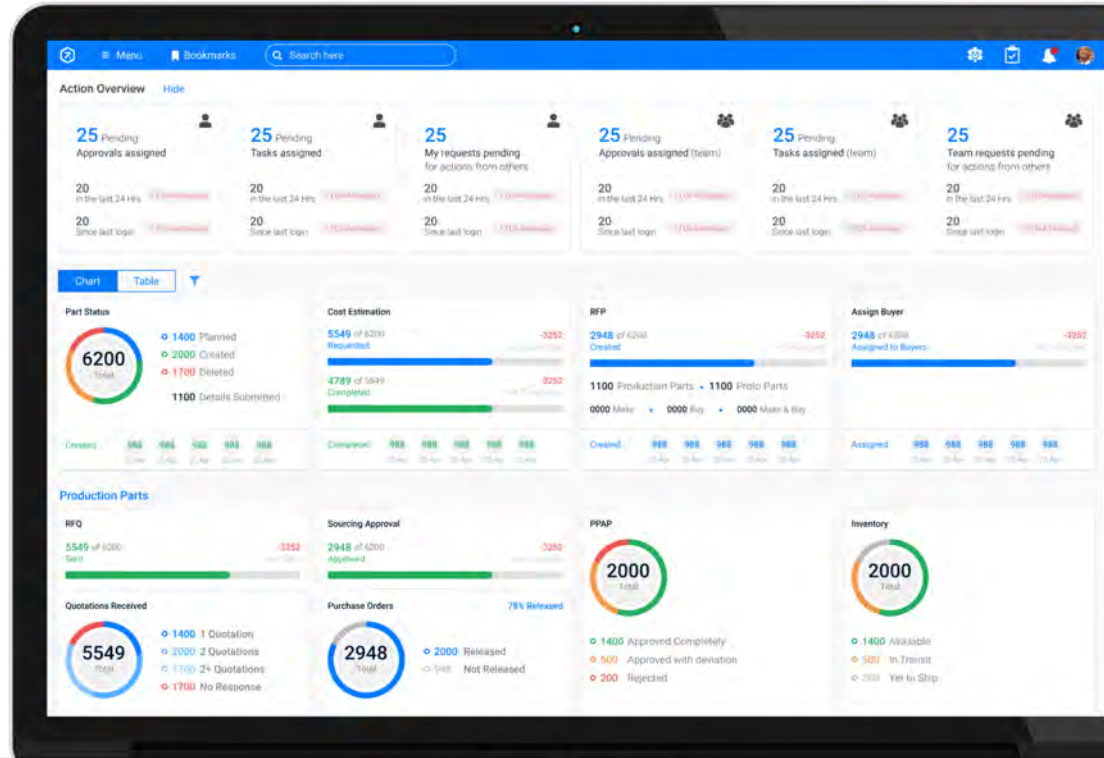 Menu
Bookmarks
Search here
Action Overview Hide
25 Pending
Approvals assigned
20
in the last 24 Hrs
20
Since last login
25 Pending
Tasks assigned
20
in the last 24 Hrs
20
Since last login
25
My requests pending
for actions from others
20
in the last 24 Hrs
20
Since last login
25 Pending
Approvals assigned (team)
20
in the last 24 Hrs
20
Since last login
25 Pending
Tasks assigned (team)
20
in the last 24 Hrs
20
Since last login
25
Team requests pending
for actions from others
20
in the last 24 Hrs
20
Since last login
Chart Table
Part Status
6200
Total
1400 Planned
2000 Created
1700 Deleted
1100 Details Submitted
Created 988 988 988 988 988
Cost Estimation
5549 of 6200 -3252
Requested
4789 of 5549 -3252
Completed
Completed 988 988 988 988 988
RFP
2948 of 6200 -3252
Created
1100 Production Parts • 1100 Proto Parts
0000 Make • 0000 Buy • 0000 Make & Buy
Created 988 988 988 988 988
Assign Buyer
2948 of 6200 -3252
Assigned to Buyers
Assigned 988 988 988 988 988
Production Parts
RFQ
5549 of 6200 -3252
Sent
Sourcing Approval
2948 of 6200 -3252
Approved
PPAP
2000
Total
1400 Approved Completely
500 Approved with deviation
200 Rejected
Inventory
2000
Total
1400 Available
500 In Transit
200 Yet to Ship
Quotations Received
5549
Total
1400 1 Quotation
2000 2 Quotations
1700 2+ Quotations
1700 No Response
Purchase Orders 78% Released
2948
Total
2000 Released
948 Not Released